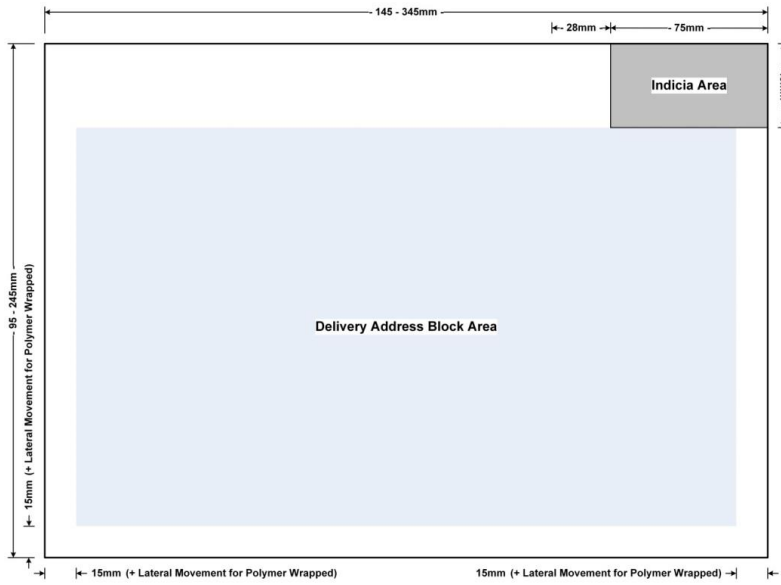 145 - 345mm
28mm
75mm
Indicia Area
95 - 245mm
15mm (+ Lateral Movement for Polymer Wrapped)
Delivery Address Block Area
15mm (+ Lateral Movement for Polymer Wrapped)
15mm (+ Lateral Movement for Polymer Wrapped)